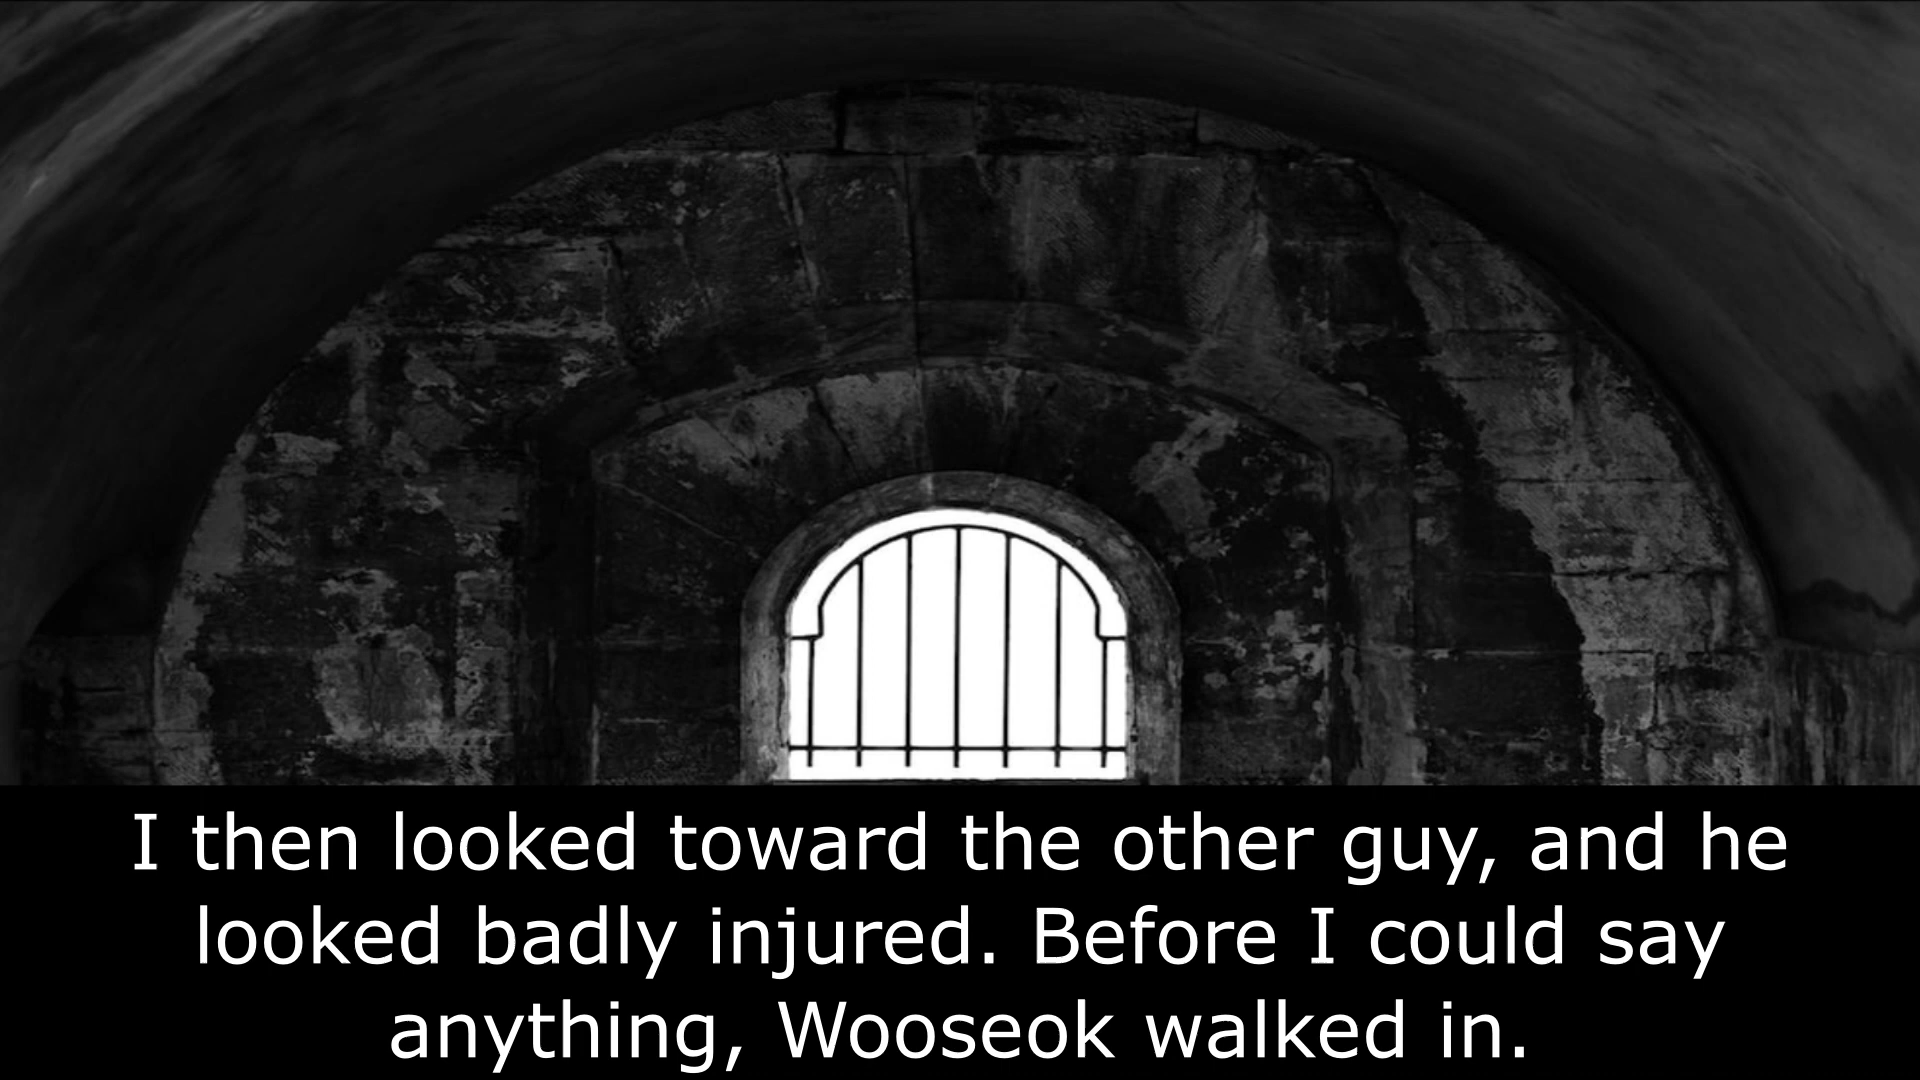 I then looked toward the other guy, and he
looked badly injured. Before I could say
anything, Wooseok walked in.